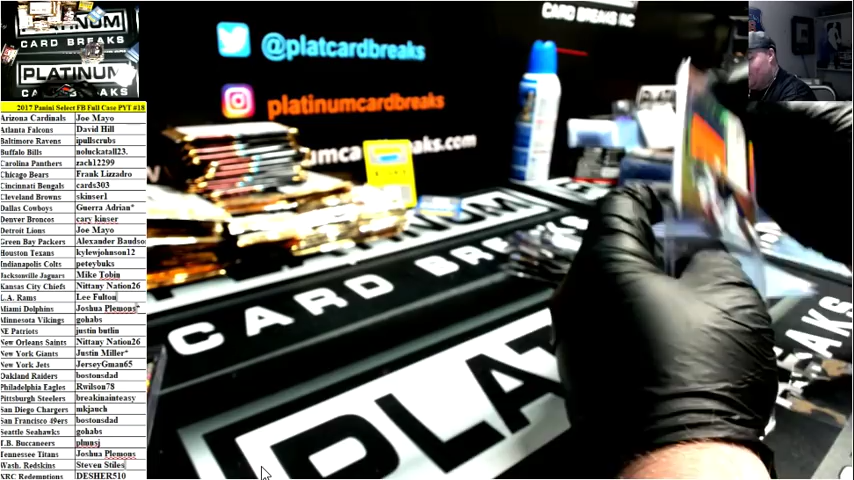 PLATINUM
CARD BREAKS
PLATINUM
CARD BREAKS INC
@platcardbreaks
platinumcardbreaks
2017 Panini Select FB Full Case PYT #18
Arizona Cardinals Joe Mayo
Atlanta Falcons David Hill
Baltimore Ravens ipullscrubs
Buffalo Bills noluckatall23.
Carolina Panthers zach12299
Chicago Bears Frank Lizzadro
Cincinnati Bengals cards303
Cleveland Browns skinser1
Dallas Cowboys Guerra Adrian*
Denver Broncos cary kinser
Detroit Lions Joe Mayo
Green Bay Packers Alexander Baudso
Houston Texans kylewjohnson12
Indianapolis Colts peteybuks
Jacksonville Jaguars Mike Tobin
Kansas City Chiefs Nittany Nation26
L.A. Rams Lee Fulton
Miami Dolphins Joshua Plemons*
Minnesota Vikings gohabs
NE Patriots justin butlin
New Orleans Saints Nittany Nation26
New York Giants Justin Miller*
New York Jets JerseyGman65
Oakland Raiders bostonsdad
Philadelphia Eagles Rwilson78
Pittsburgh Steelers breakinainteasy
San Diego Chargers mkjauch
San Francisco 49ers bostonsdad
Seattle Seahawks gohabs
T.B. Buccaneers phunsj
Tennessee Titans Joshua Plemons
Wash. Redskins Steven Stiles
XRC Redemptions DESHER510
CARD BREAKS
PLAT